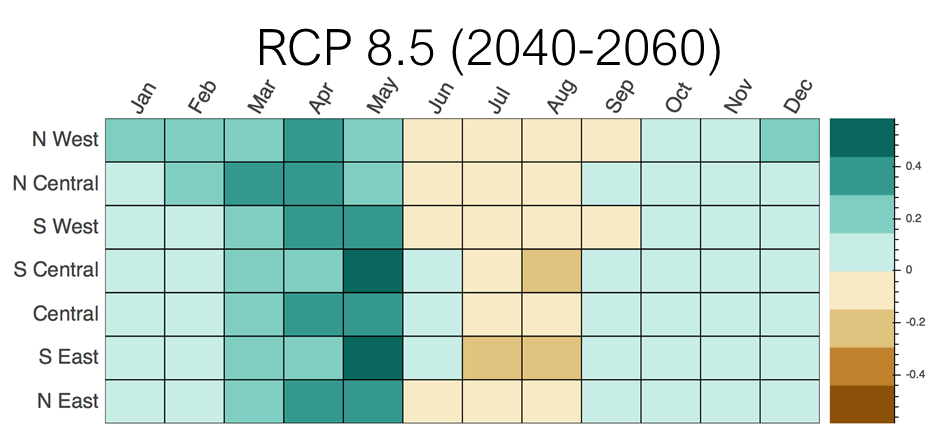 RCP 8.5 (2040-2060)
Jan Feb Mar Apr May Jun Jul Aug Sep Oct Nov Dec
N West
N Central
S West
S Central
Central
S East
N East
0.4
0.2
0
-0.2
-0.4